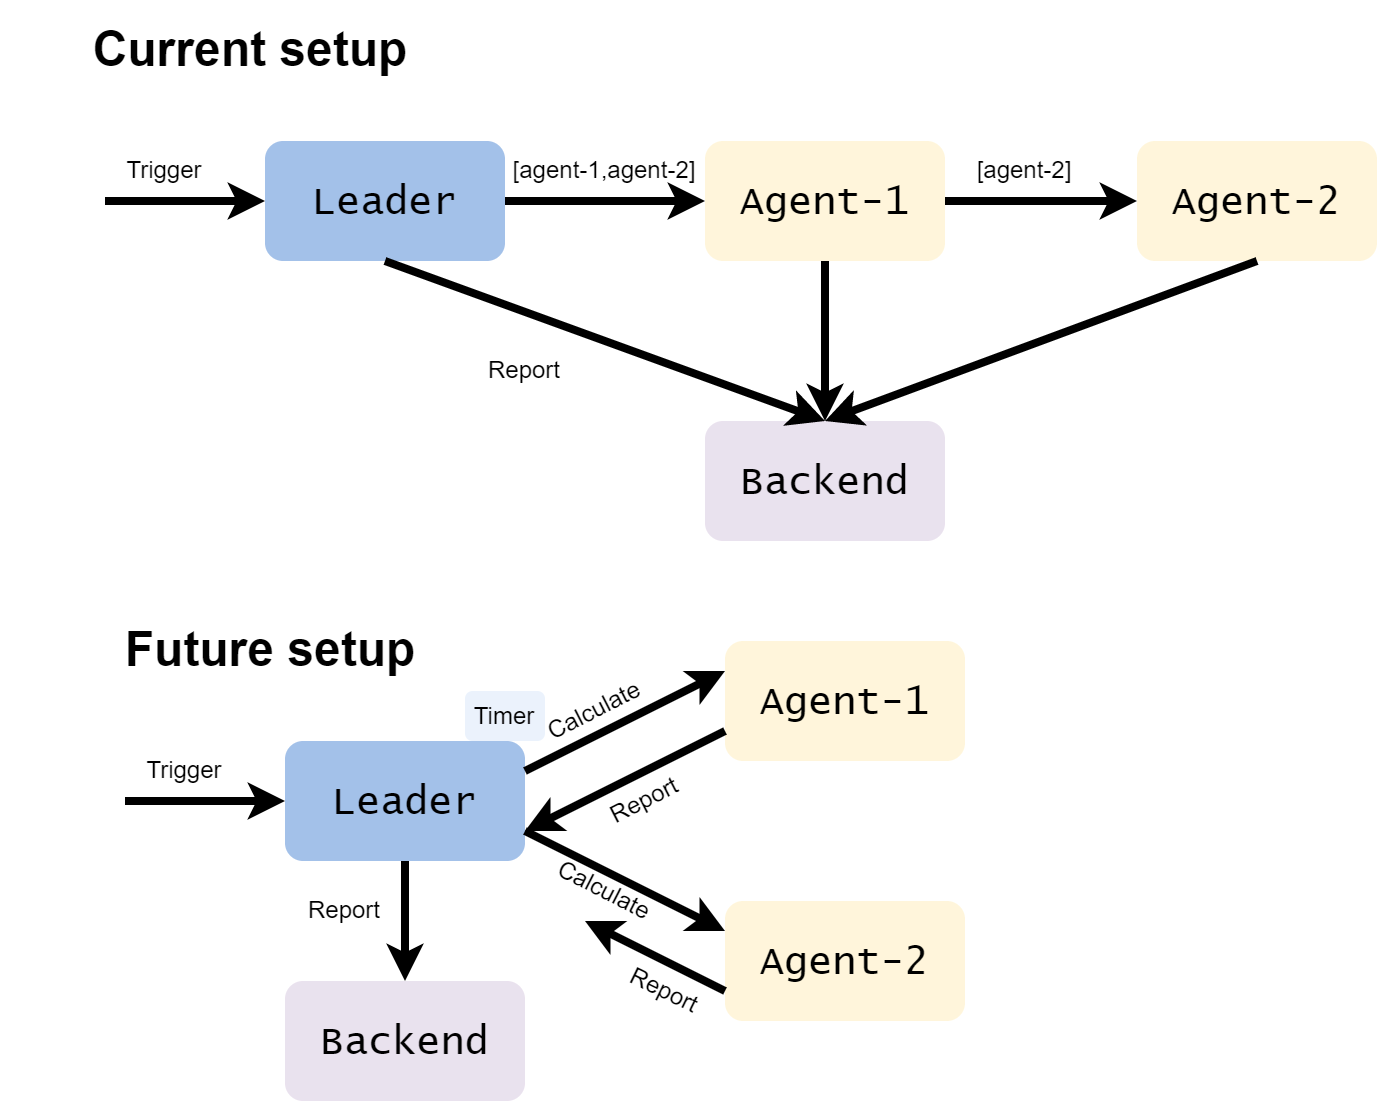 Current setup
Trigger
Leader
[agent-1,agent-2]
Agent-1
[agent-2]
Agent-2
Report
Backend
Future setup
Timer
Calculate
Agent-1
Trigger
Leader
Report
Calculate
Report
Agent-2
Report
Backend